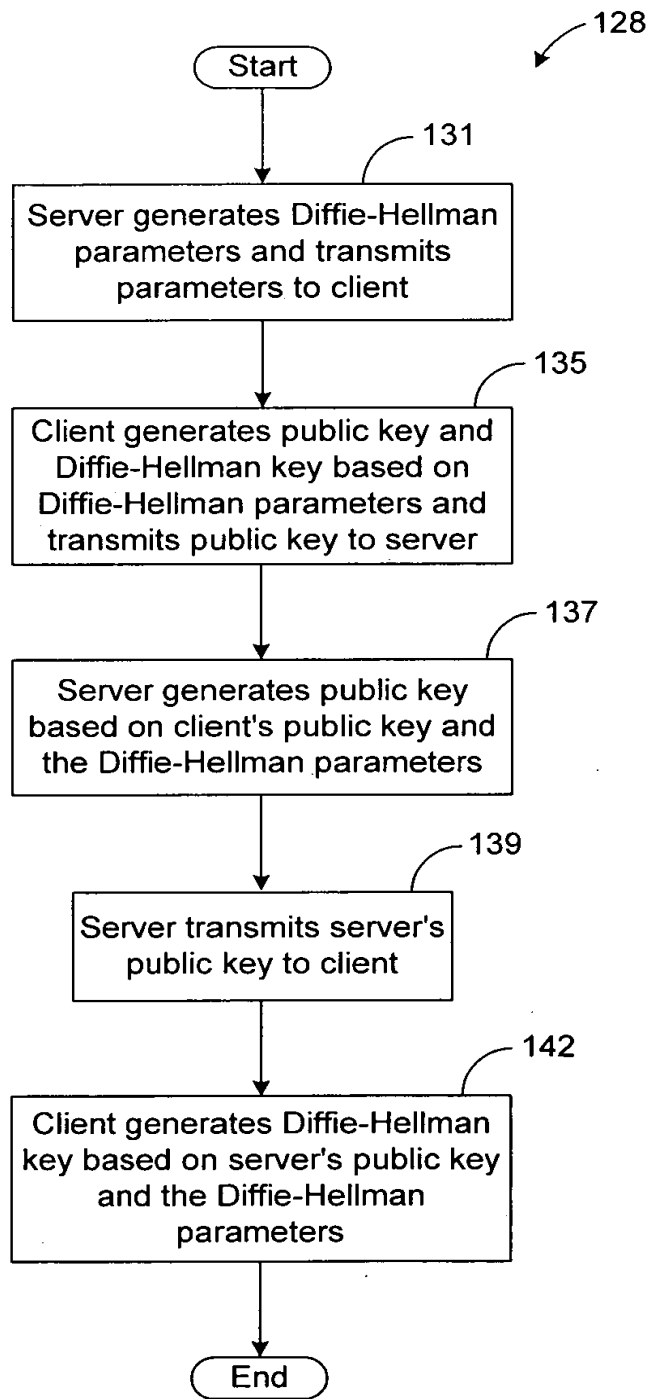 128
Start
131
Server generates Diffie-Hellman
parameters and transmits
parameters to client
135
Client generates public key and
Diffie-Hellman key based on
Diffie-Hellman parameters and
transmits public key to server
137
Server generates public key
based on client's public key and
the Diffie-Hellman parameters
139
Server transmits server's
public key to client
142
Client generates Diffie-Hellman
key based on server's public key
and the Diffie-Hellman
parameters
End